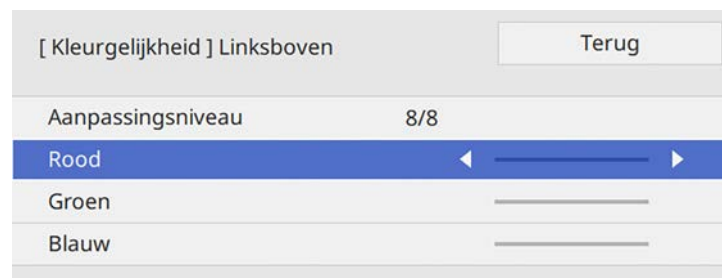 [ Kleurgelijkheid ] Linksboven Terug
Aanpassingsniveau 8/8
Rood
Groen
Blauw